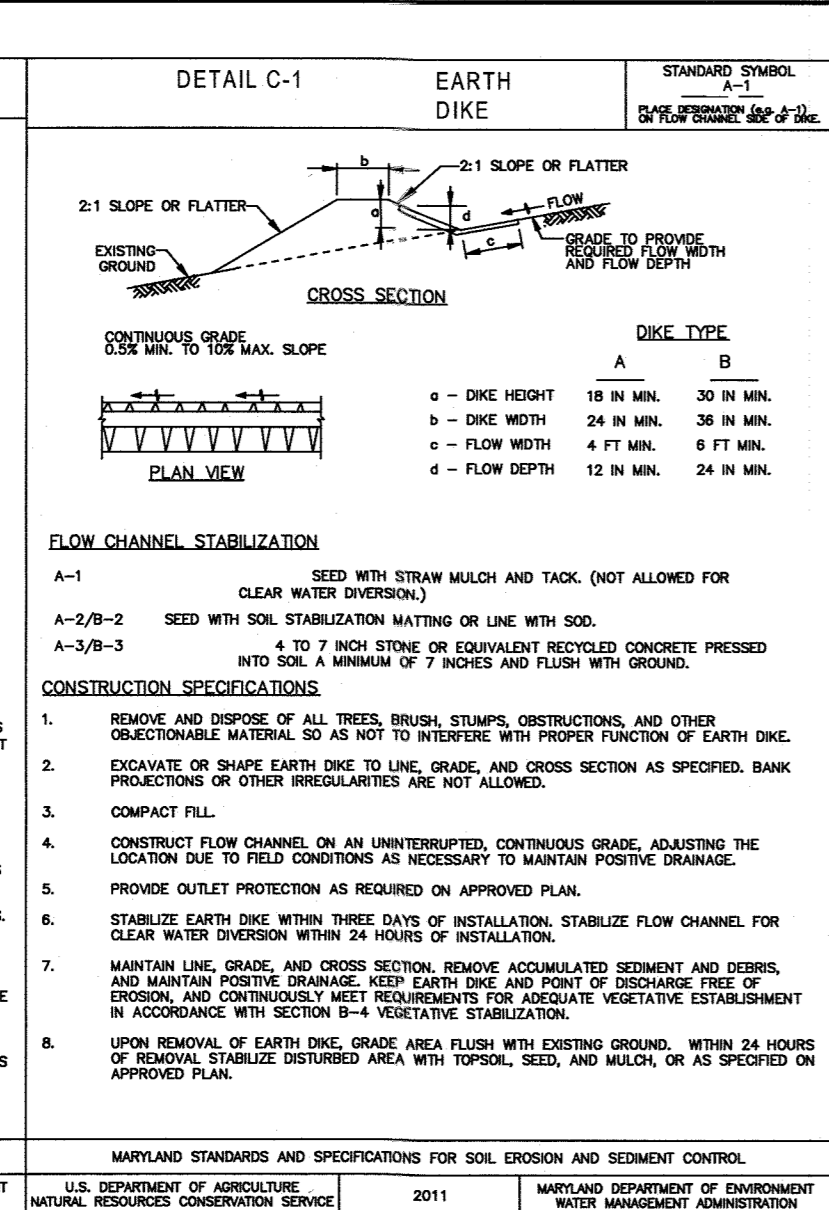 DETAIL C-1
EARTH
DIKE
STANDARD SYMBOL
A-1
PLACE DESIGNATION (e.g. A-1)
ON FLOW CHANNEL SIDE OF DIKE.
b
2:1 SLOPE OR FLATTER
2:1 SLOPE OR FLATTER
a
d
FLOW
c
EXISTING
GROUND
GRADE TO PROVIDE
REQUIRED FLOW WIDTH
AND FLOW DEPTH
CROSS SECTION
CONTINUOUS GRADE
0.5% MIN. TO 10% MAX. SLOPE
PLAN VIEW
DIKE TYPE
A B
a - DIKE HEIGHT 18 IN MIN. 30 IN MIN.
b - DIKE WIDTH 24 IN MIN. 36 IN MIN.
c - FLOW WIDTH 4 FT MIN. 6 FT MIN.
d - FLOW DEPTH 12 IN MIN. 24 IN MIN.
FLOW CHANNEL STABILIZATION
A-1 SEED WITH STRAW MULCH AND TACK. (NOT ALLOWED FOR
CLEAR WATER DIVERSION.)
A-2/B-2 SEED WITH SOIL STABILIZATION MATTING OR LINE WITH SOD.
A-3/B-3 4 TO 7 INCH STONE OR EQUIVALENT RECYCLED CONCRETE PRESSED
INTO SOIL A MINIMUM OF 7 INCHES AND FLUSH WITH GROUND.
CONSTRUCTION SPECIFICATIONS
1. REMOVE AND DISPOSE OF ALL TREES, BRUSH, STUMPS, OBSTRUCTIONS, AND OTHER
OBJECTIONABLE MATERIAL SO AS NOT TO INTERFERE WITH PROPER FUNCTION OF EARTH DIKE.
2. EXCAVATE OR SHAPE EARTH DIKE TO LINE, GRADE, AND CROSS SECTION AS SPECIFIED. BANK
PROJECTIONS OR OTHER IRREGULARITIES ARE NOT ALLOWED.
3. COMPACT FILL.
4. CONSTRUCT FLOW CHANNEL ON AN UNINTERRUPTED, CONTINUOUS GRADE, ADJUSTING THE
LOCATION DUE TO FIELD CONDITIONS AS NECESSARY TO MAINTAIN POSITIVE DRAINAGE.
5. PROVIDE OUTLET PROTECTION AS REQUIRED ON APPROVED PLAN.
6. STABILIZE EARTH DIKE WITHIN THREE DAYS OF INSTALLATION. STABILIZE FLOW CHANNEL FOR
CLEAR WATER DIVERSION WITHIN 24 HOURS OF INSTALLATION.
7. MAINTAIN LINE, GRADE, AND CROSS SECTION. REMOVE ACCUMULATED SEDIMENT AND DEBRIS,
AND MAINTAIN POSITIVE DRAINAGE. KEEP EARTH DIKE AND POINT OF DISCHARGE FREE OF
EROSION, AND CONTINUOUSLY MEET REQUIREMENTS FOR ADEQUATE VEGETATIVE ESTABLISHMENT
IN ACCORDANCE WITH SECTION B-4 VEGETATIVE STABILIZATION.
8. UPON REMOVAL OF EARTH DIKE, GRADE AREA FLUSH WITH EXISTING GROUND. WITHIN 24 HOURS
OF REMOVAL STABILIZE DISTURBED AREA WITH TOPSOIL, SEED, AND MULCH, OR AS SPECIFIED ON
APPROVED PLAN.
MARYLAND STANDARDS AND SPECIFICATIONS FOR SOIL EROSION AND SEDIMENT CONTROL
U.S. DEPARTMENT OF AGRICULTURE
NATURAL RESOURCES CONSERVATION SERVICE
2011
MARYLAND DEPARTMENT OF ENVIRONMENT
WATER MANAGEMENT ADMINISTRATION